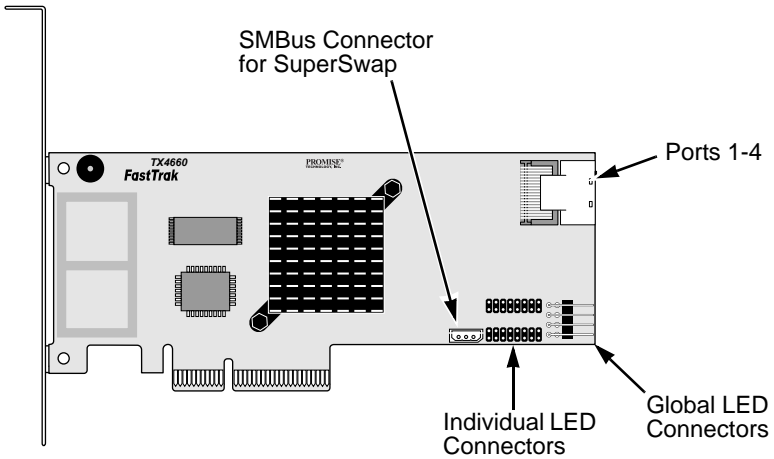 SMBus Connector
for SuperSwap
Ports 1-4
TX4660
FastTrak
PROMISE®
TECHNOLOGY, INC.
Individual LED
Connectors
Global LED
Connectors